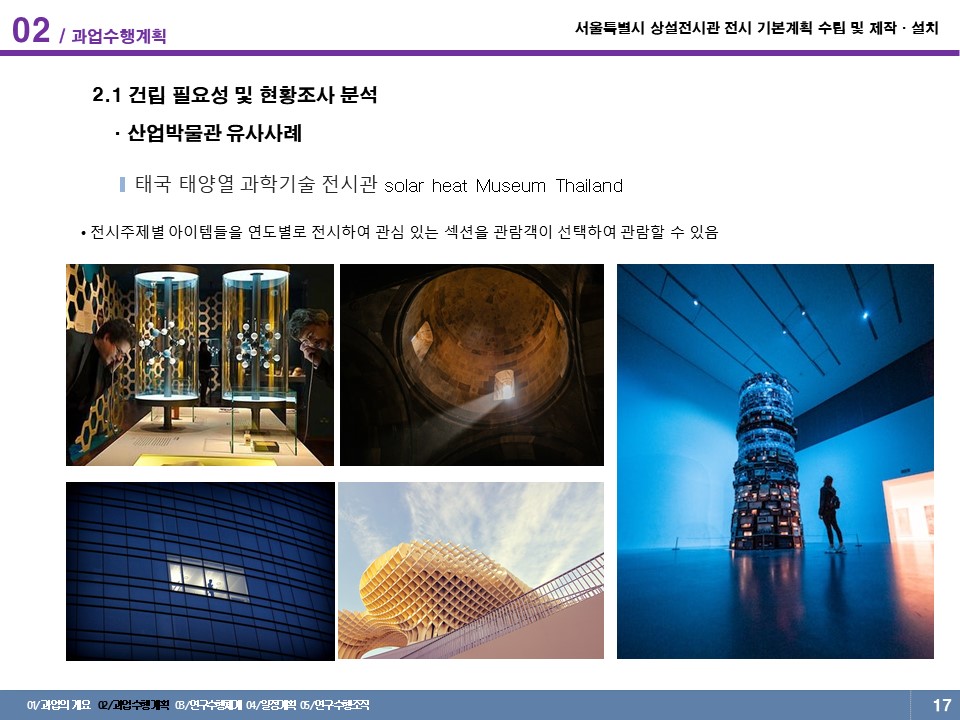 02 / 과업수행계획
서울특별시 상설전시관 전시 기본계획 수립 및 제작 · 설치
2.1 건립 필요성 및 현황조사 분석
· 산업박물관 유사사례
태국 태양열 과학기술 전시관 solar heat Museum Thailand
• 전시주제별 아이템들을 연도별로 전시하여 관심 있는 섹션을 관람객이 선택하여 관람할 수 있음
01/과업의 개요 02/과업수행계획 03/연구수행체계 04/일정계획 05/연구수행조직
17